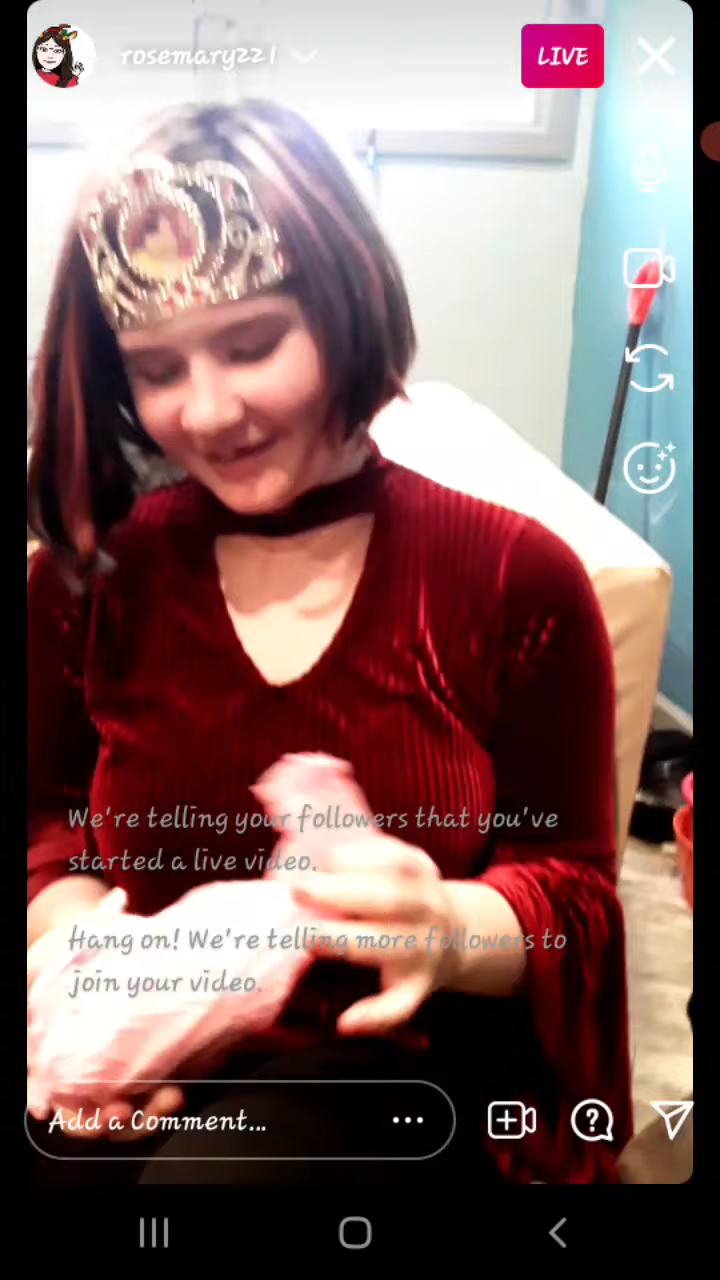 rosemary221
LIVE
We're telling your followers that you've
started a live video.
Hang on! We're telling more followers to
join your video.
Add a Comment...